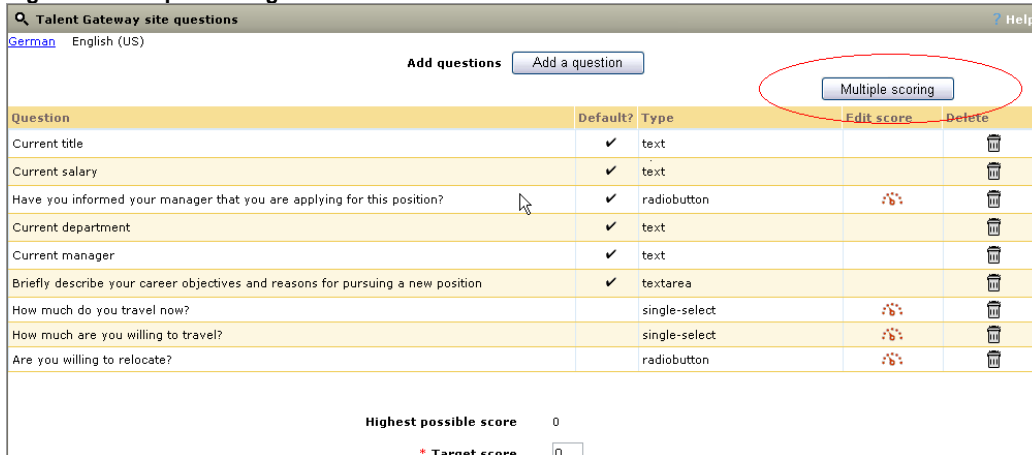 Talent Gateway site questions ? Help
German English (US)
Add questions Add a question
Multiple scoring
Question Default? Type Edit score Delete
Current title ✔ text
Current salary ✔ text
Have you informed your manager that you are applying for this position? ✔ radiobutton
Current department ✔ text
Current manager ✔ text
Briefly describe your career objectives and reasons for pursuing a new position ✔ textarea
How much do you travel now? single-select
How much are you willing to travel? single-select
Are you willing to relocate? radiobutton
Highest possible score 0
* Target score 0